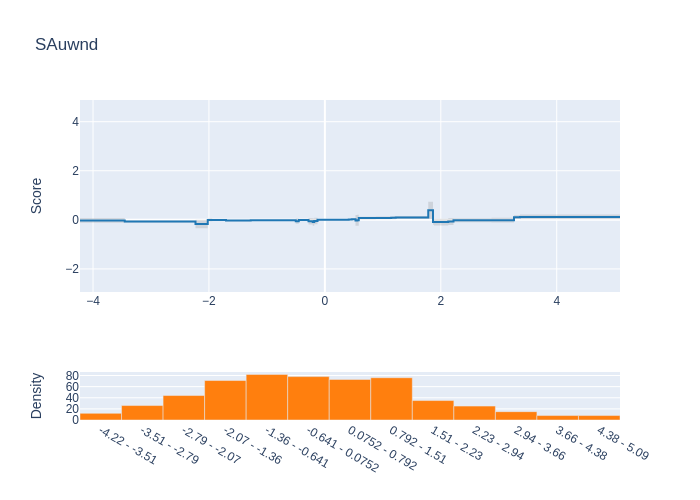 SAuwnd
Score
4
2
0
−2
−4
−2
0
2
4
Density
80
60
40
20
0
-4.22 - -3.51
-3.51 - -2.79
-2.79 - -2.07
-2.07 - -1.36
-1.36 - -0.641
-0.641 - 0.0752
0.0752 - 0.792
0.792 - 1.51
1.51 - 2.23
2.23 - 2.94
2.94 - 3.66
3.66 - 4.38
4.38 - 5.09